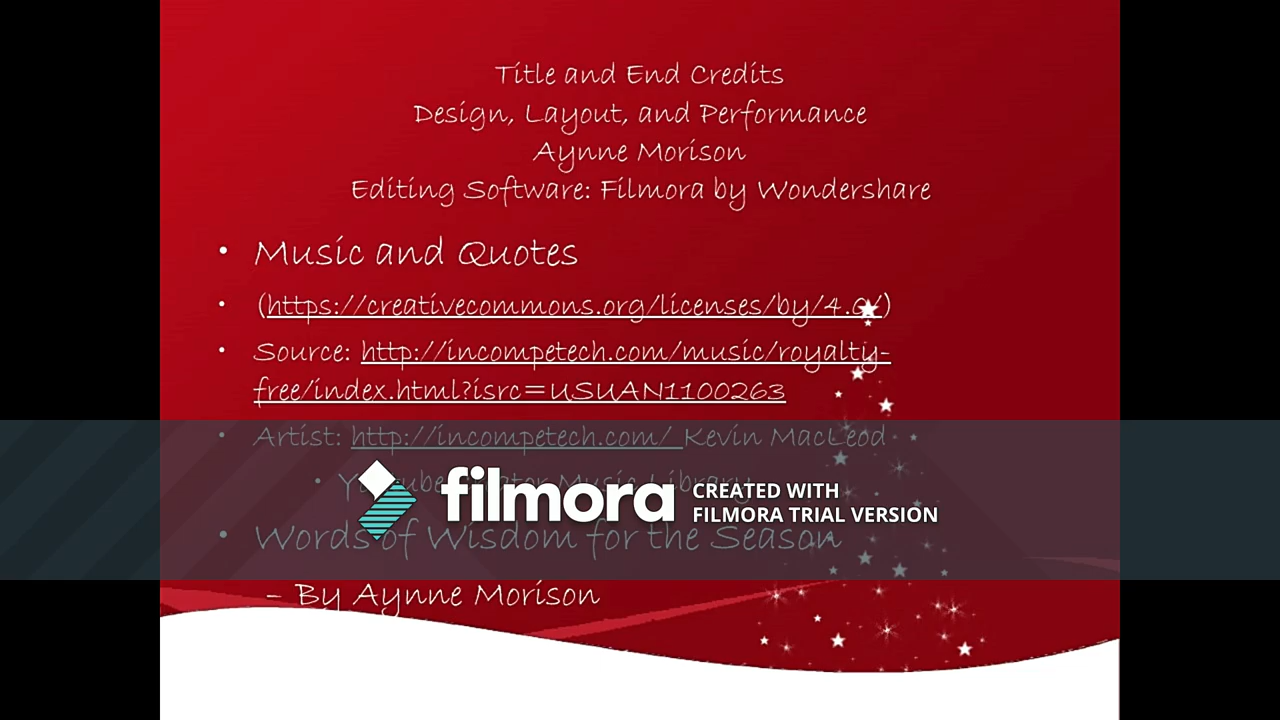 Title and End Credits
Design, Layout, and Performance
Aynne Morison
Editing Software: Filmora by Wondershare
• Music and Quotes
• (https://creativecommons.org/licenses/by/4.0/)
• Source: http://incompetech.com/music/royalty-
free/index.html?isrc=USUAN1100263
• Artist: http://incompetech.com/ Kevin MacLeod
• Music Library
filmora CREATED WITH
FILMORA TRIAL VERSION
• Words of Wisdom for the Season
– By Aynne Morison